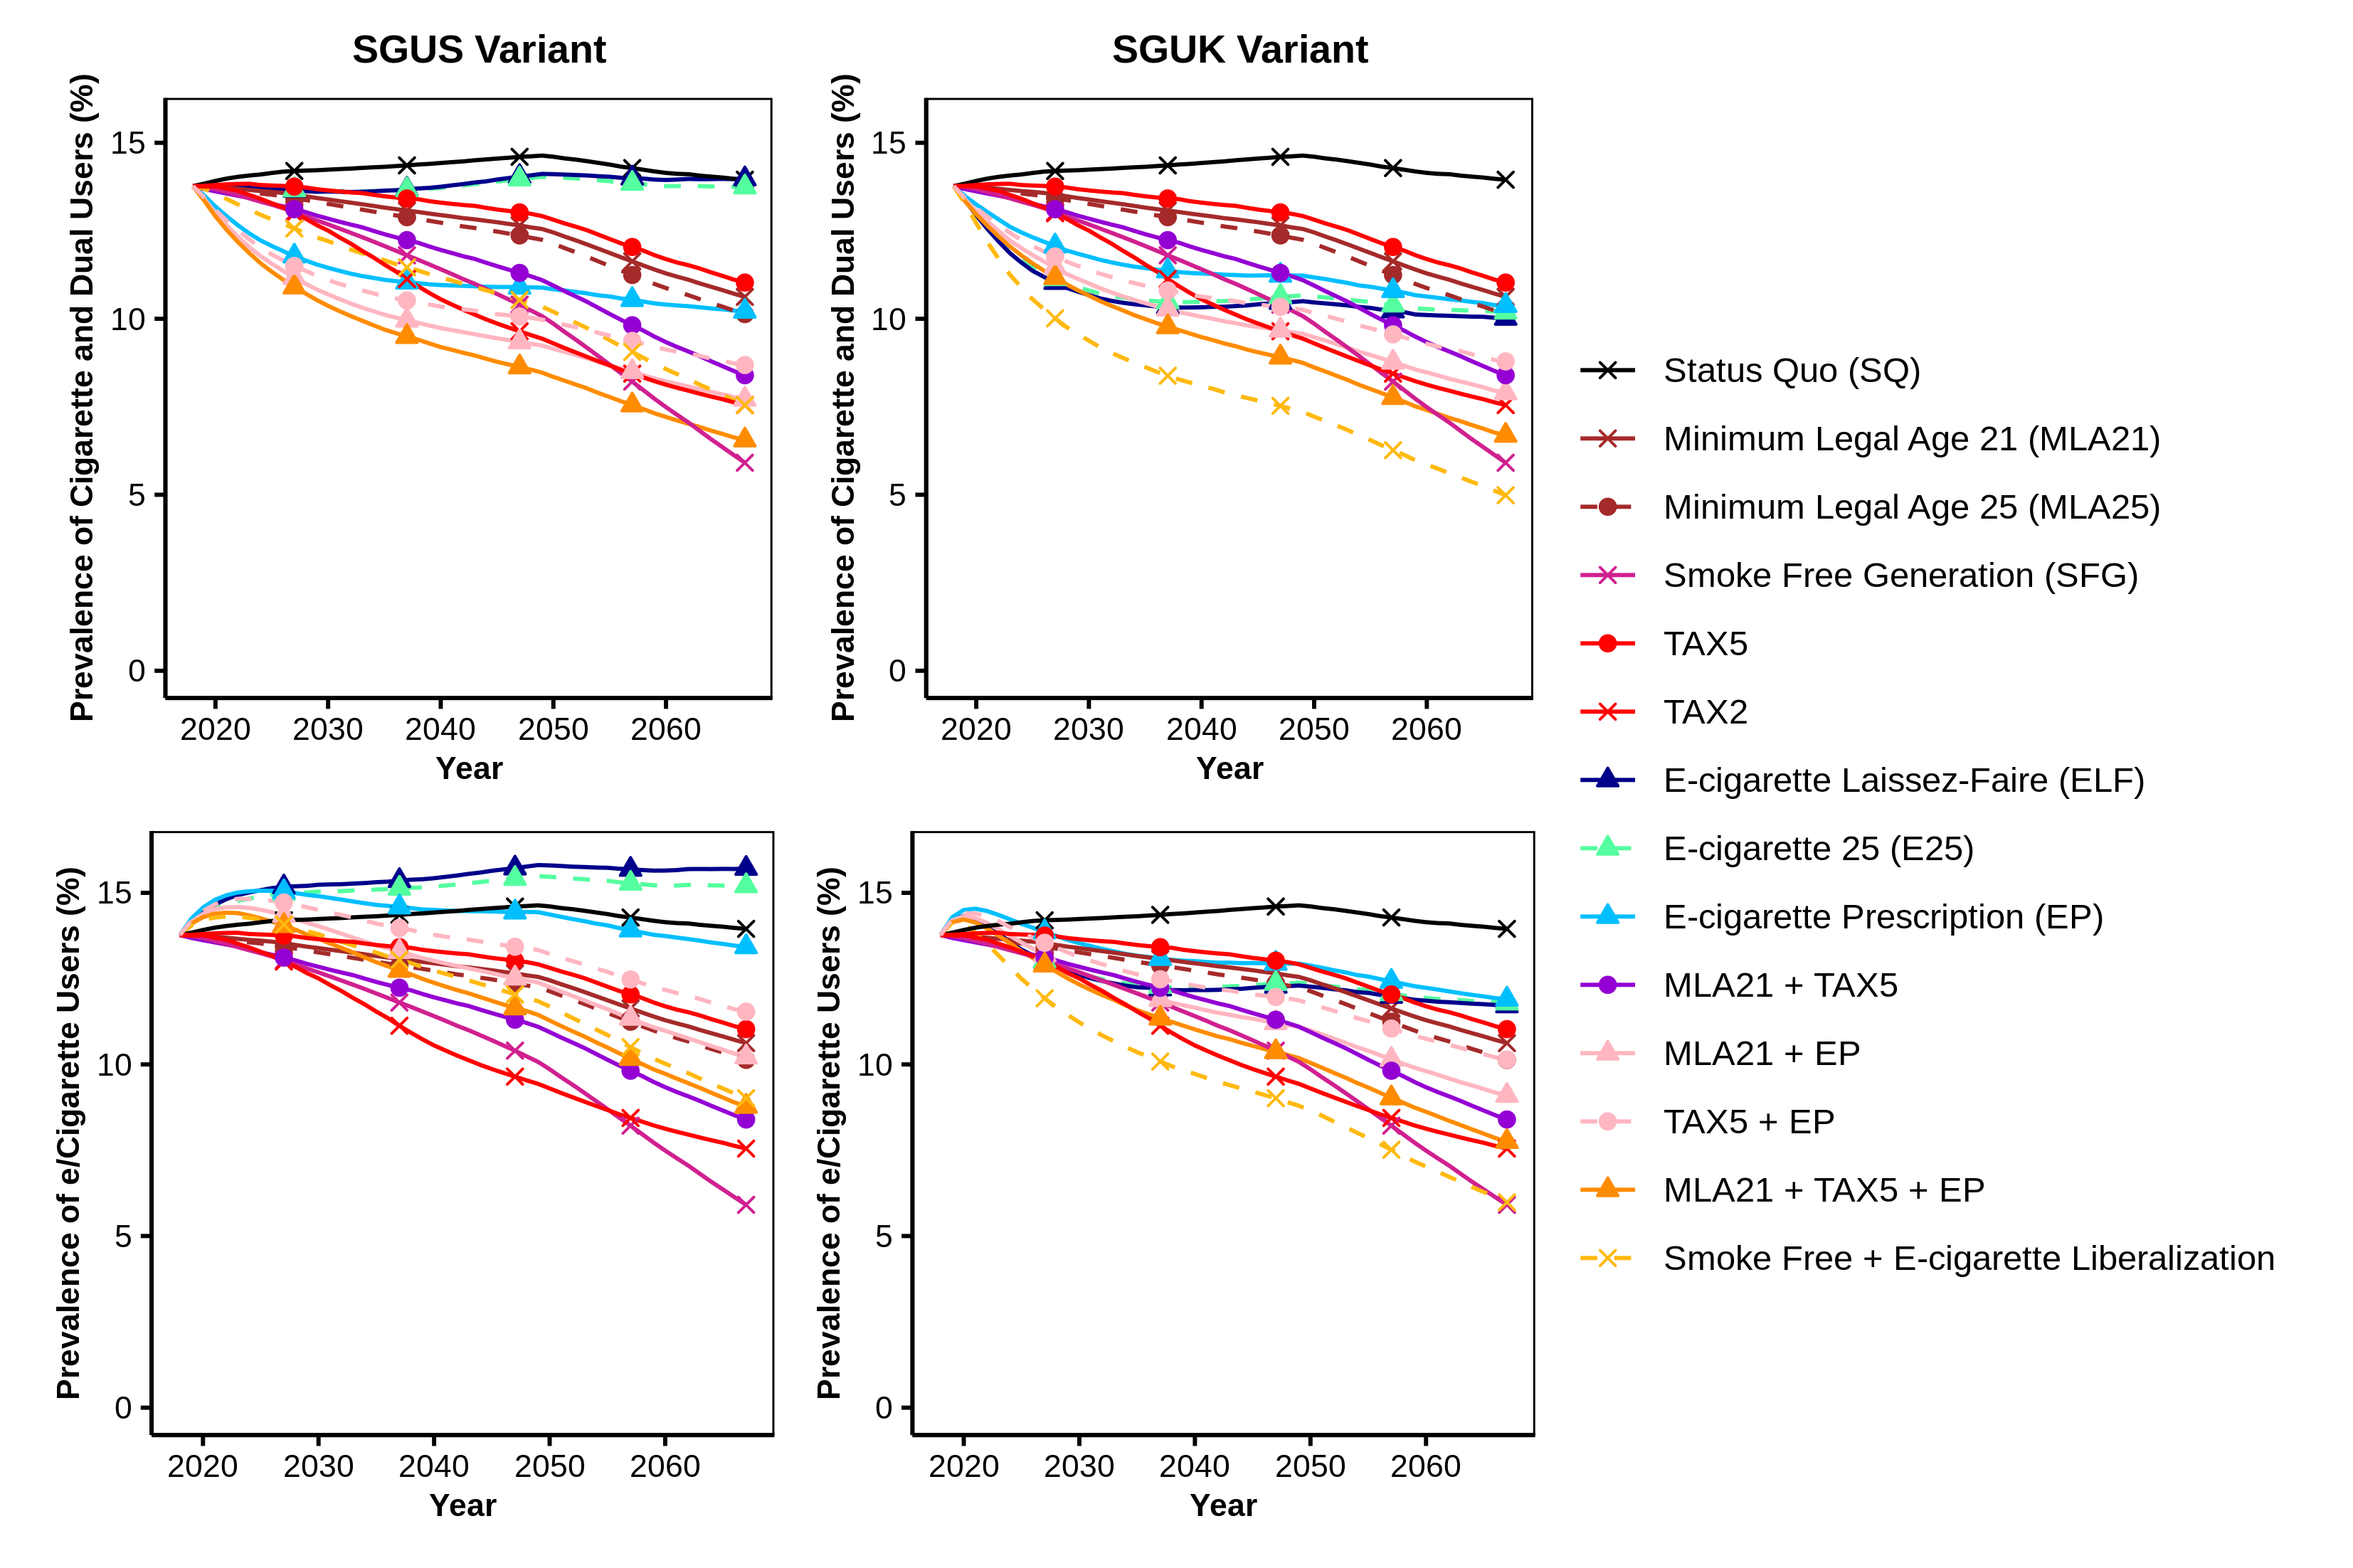 SGUS Variant
SGUK Variant
Prevalence of Cigarette and Dual Users (%)
15
10
5
0
2020 2030 2040 2050 2060
Year
Prevalence of Cigarette and Dual Users (%)
15
10
5
0
2020 2030 2040 2050 2060
Year
Prevalence of e/Cigarette Users (%)
15
10
5
0
2020 2030 2040 2050 2060
Year
Prevalence of e/Cigarette Users (%)
15
10
5
0
2020 2030 2040 2050 2060
Year
Status Quo (SQ)
Minimum Legal Age 21 (MLA21)
Minimum Legal Age 25 (MLA25)
Smoke Free Generation (SFG)
TAX5
TAX2
E-cigarette Laissez-Faire (ELF)
E-cigarette 25 (E25)
E-cigarette Prescription (EP)
MLA21 + TAX5
MLA21 + EP
TAX5 + EP
MLA21 + TAX5 + EP
Smoke Free + E-cigarette Liberalization